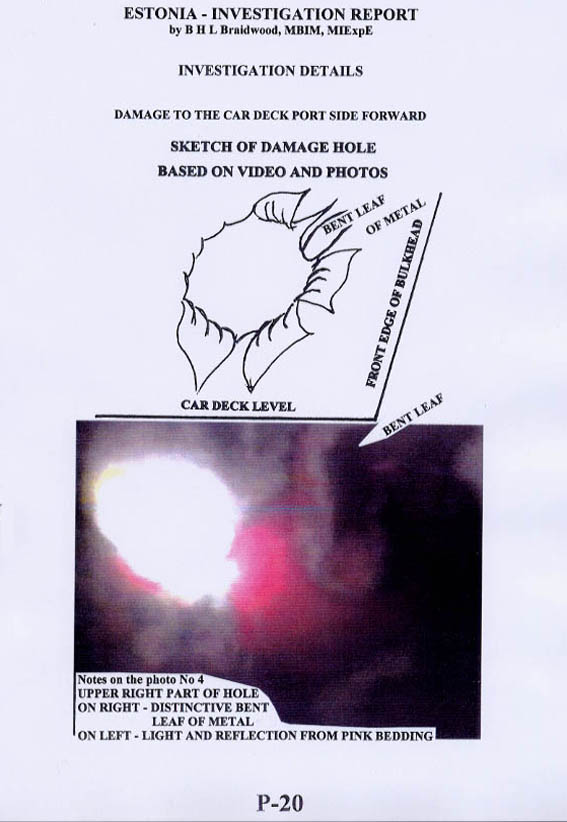 ESTONIA - INVESTIGATION REPORT
by B H L Braidwood, MBIM, MIExpE
INVESTIGATION DETAILS
DAMAGE TO THE CAR DECK PORT SIDE FORWARD
SKETCH OF DAMAGE HOLE
BASED ON VIDEO AND PHOTOS
BENT LEAF
OF METAL
FRONT EDGE OF BULKHEAD
CAR DECK LEVEL
BENT LEAF
Notes on the photo No 4
UPPER RIGHT PART OF HOLE
ON RIGHT - DISTINCTIVE BENT
LEAF OF METAL
ON LEFT - LIGHT AND REFLECTION FROM PINK BEDDING
P-20